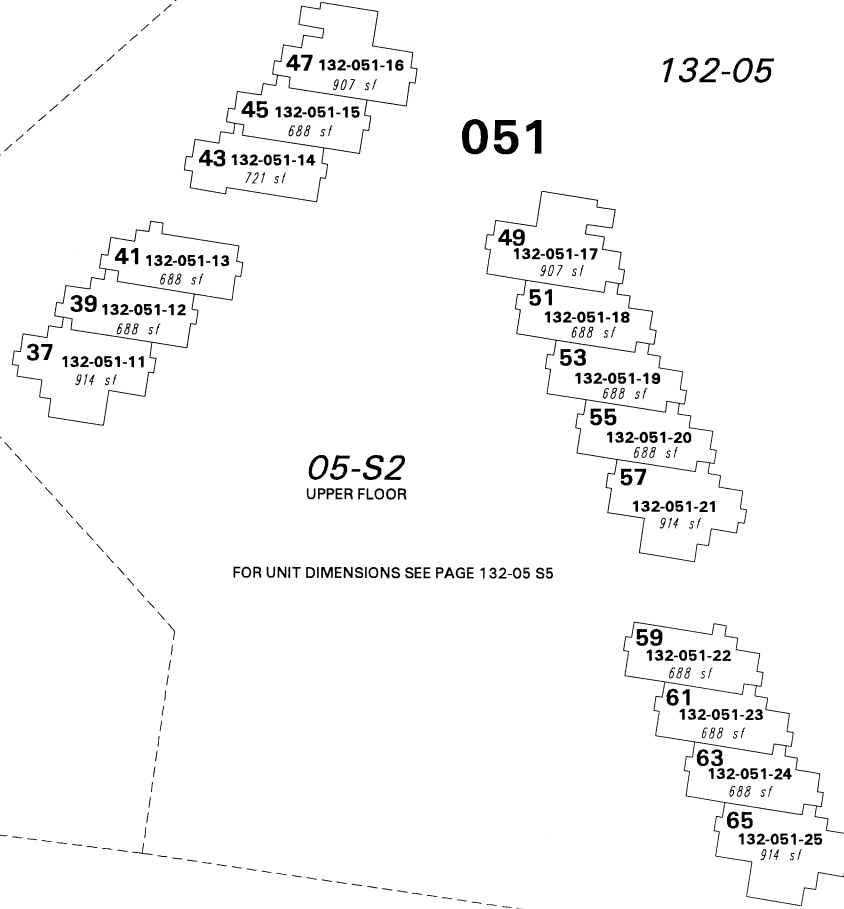 132-05
051
47 132-051-16
907 sf
45 132-051-15
688 sf
43 132-051-14
721 sf
41 132-051-13
688 sf
39 132-051-12
688 sf
37 132-051-11
914 sf
49
132-051-17
907 sf
51
132-051-18
688 sf
53
132-051-19
688 sf
55
132-051-20
688 sf
57
132-051-21
914 sf
05-S2
UPPER FLOOR
FOR UNIT DIMENSIONS SEE PAGE 132-05 S5
59
132-051-22
688 sf
61
132-051-23
688 sf
63
132-051-24
688 sf
65
132-051-25
914 sf